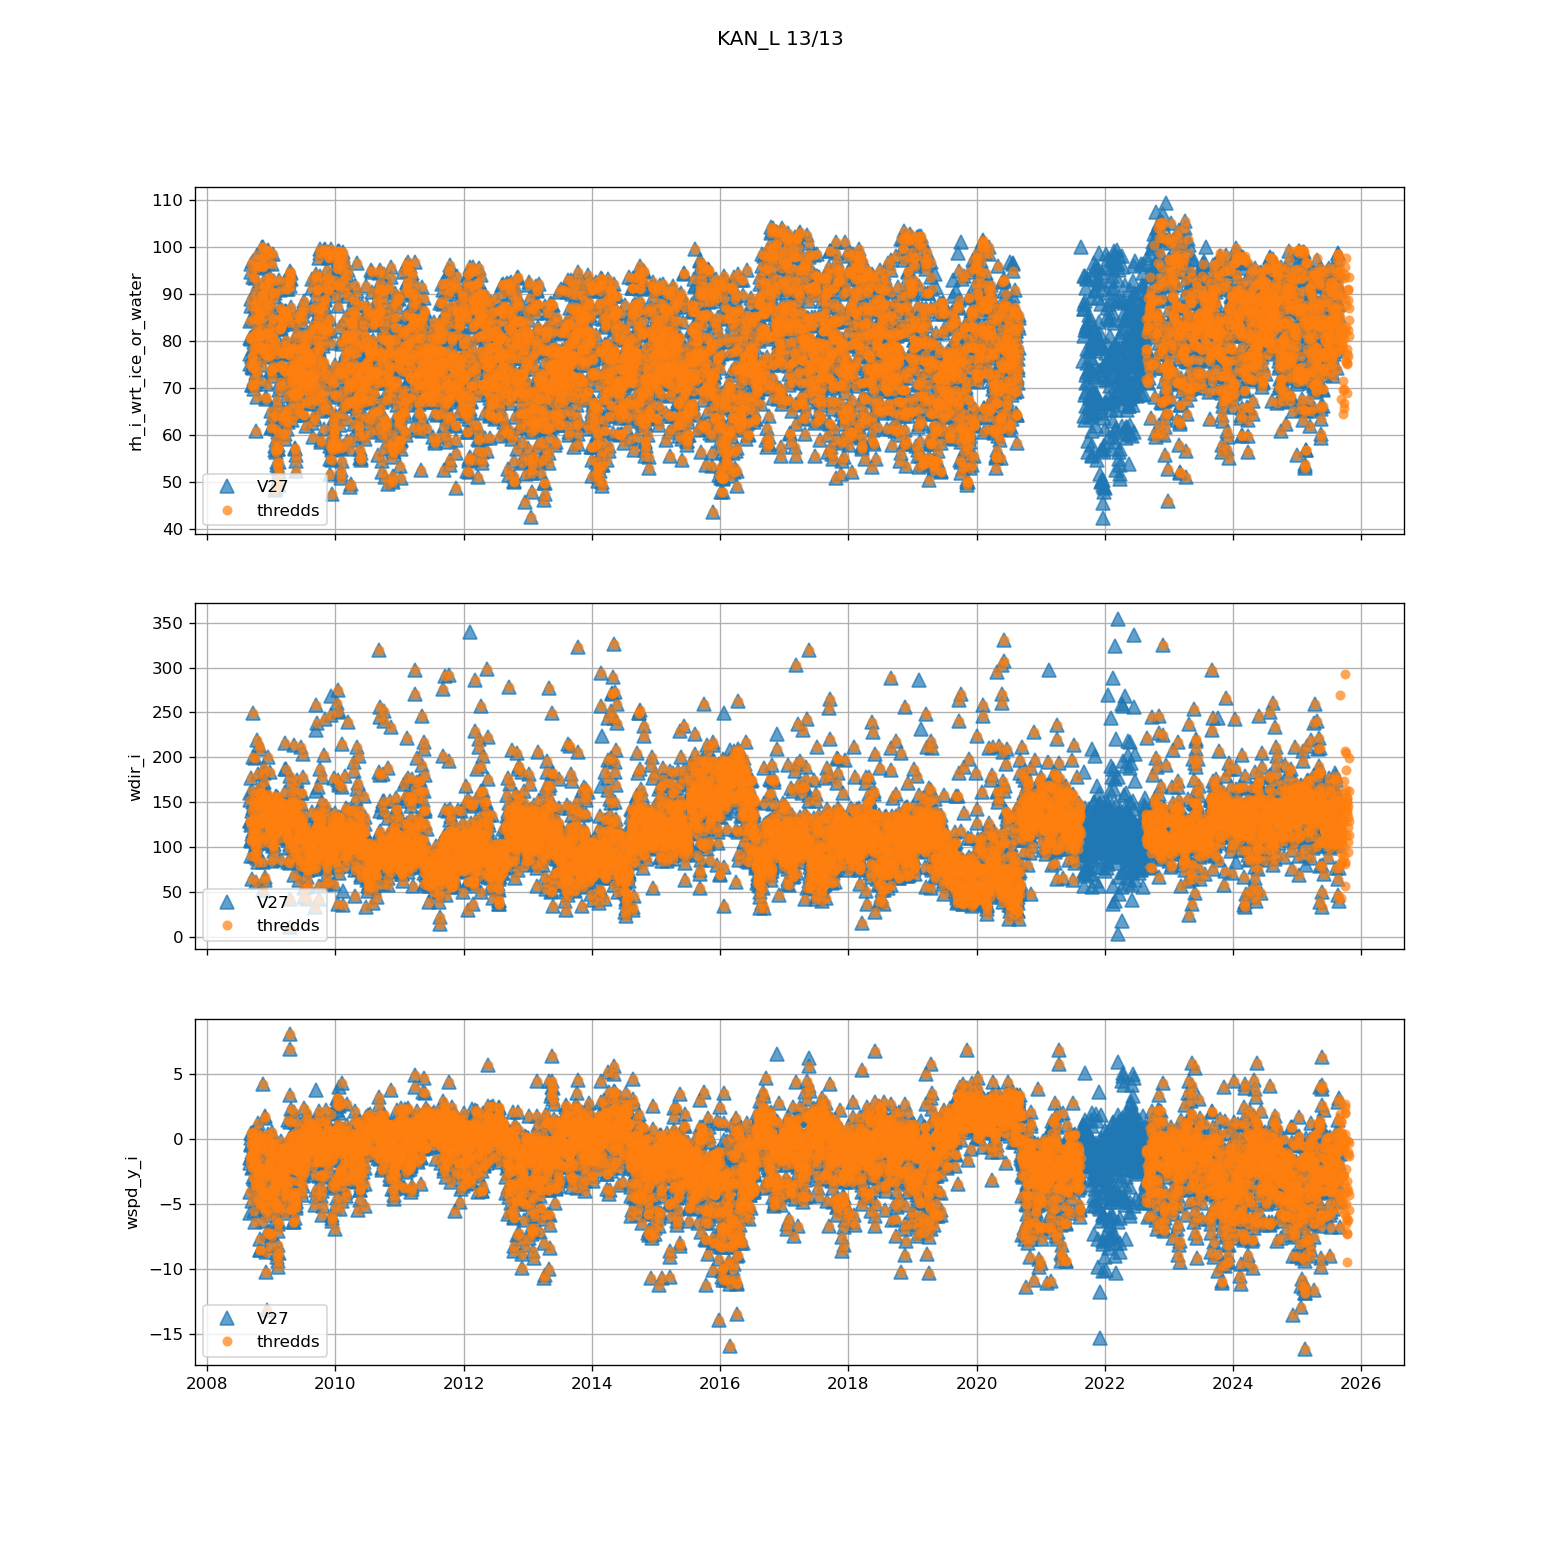 KAN_L 13/13
110
100
90
80
70
60
50
40
rh_i_wrt_ice_or_water
V27
thredds
350
300
250
200
150
100
50
0
wdir_i
V27
thredds
5
0
−5
−10
−15
wspd_y_i
V27
thredds
2008 2010 2012 2014 2016 2018 2020 2022 2024 2026